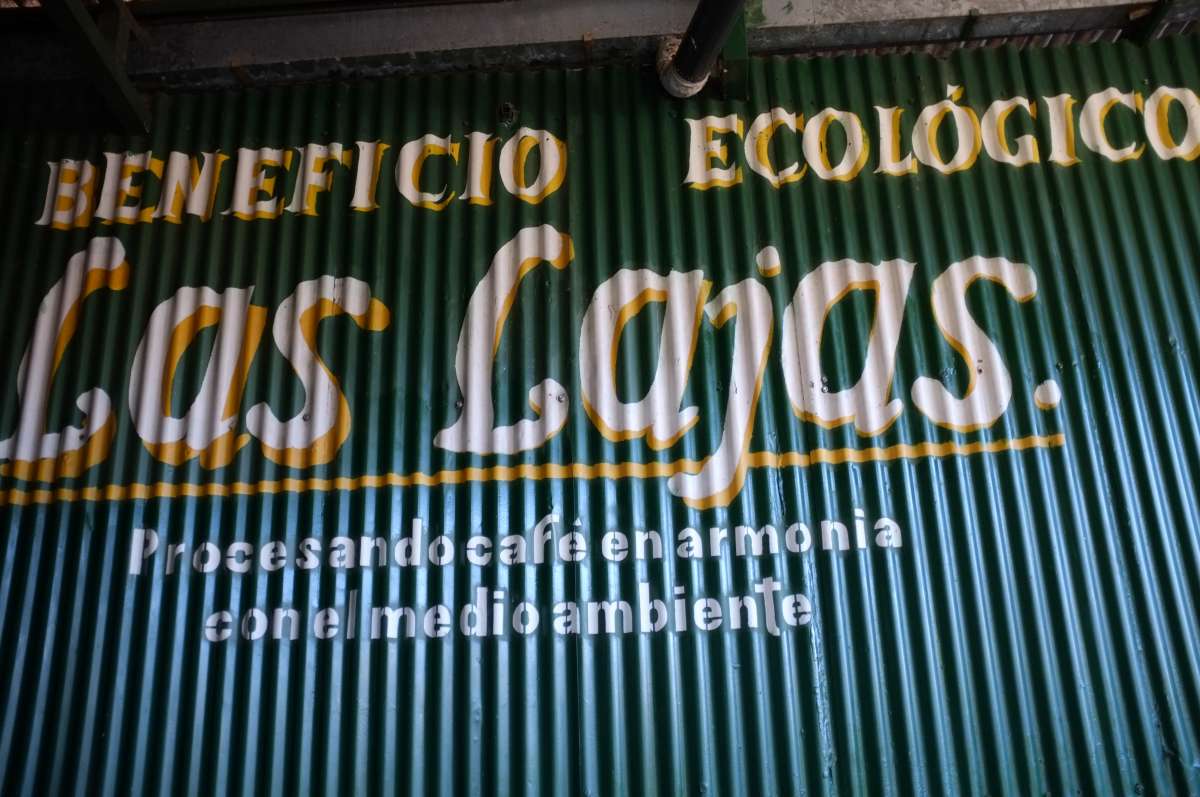 BENEFICIO ECOLÓGICO
Las Lajas.
Procesando café en armonia
con el medio ambiente